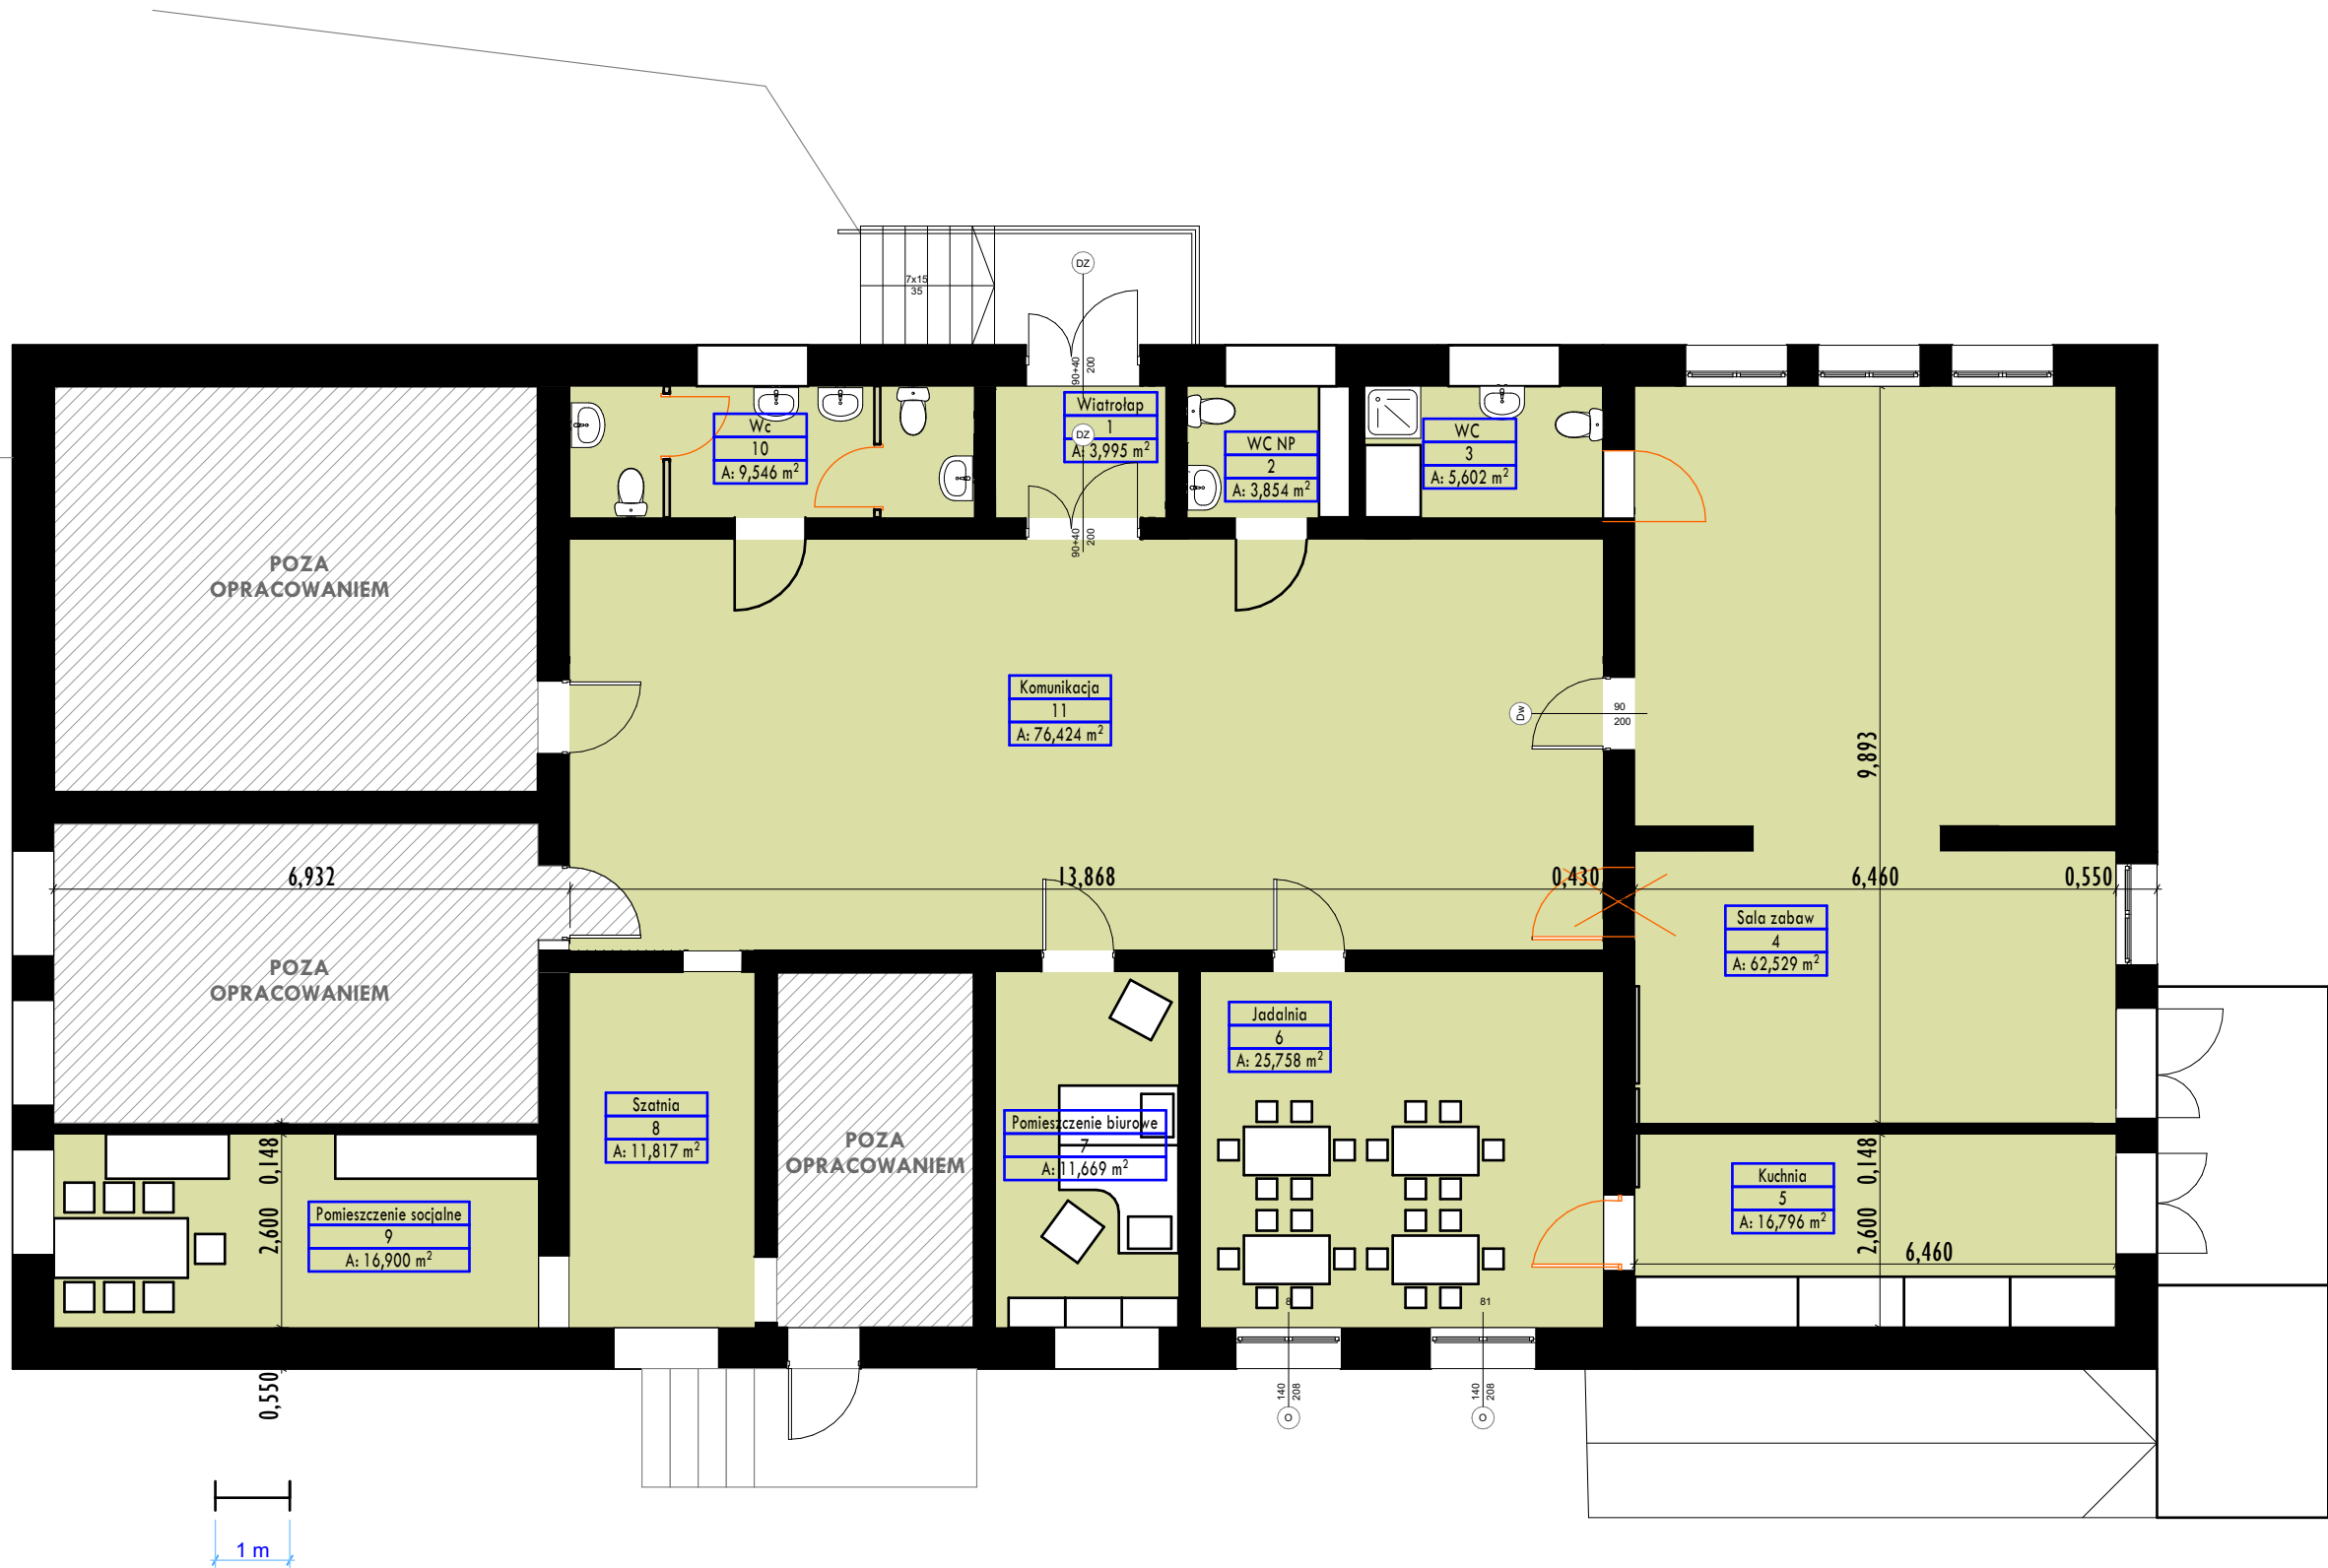 7x15
35
DZ
90+40
200
Wiatrołap
1
A: 3,995 m²
DZ
90+40
200
Wc
10
A: 9,546 m²
WC NP
2
A: 3,854 m²
WC
3
A: 5,602 m²
POZA
OPRACOWANIEM
Komunikacja
11
A: 76,424 m²
Dw
90
200
9,893
6,932
13,868
0,430
6,460
0,550
Sala zabaw
4
A: 62,529 m²
POZA
OPRACOWANIEM
Jadalnia
6
A: 25,758 m²
Szatnia
8
A: 11,817 m²
Pomieszczenie biurowe
7
A: 11,669 m²
POZA
OPRACOWANIEM
0,148
2,600
Pomieszczenie socjalne
9
A: 16,900 m²
0,148
2,600
Kuchnia
5
A: 16,796 m²
6,460
81
0,550
140
208
O
140
208
O
1 m